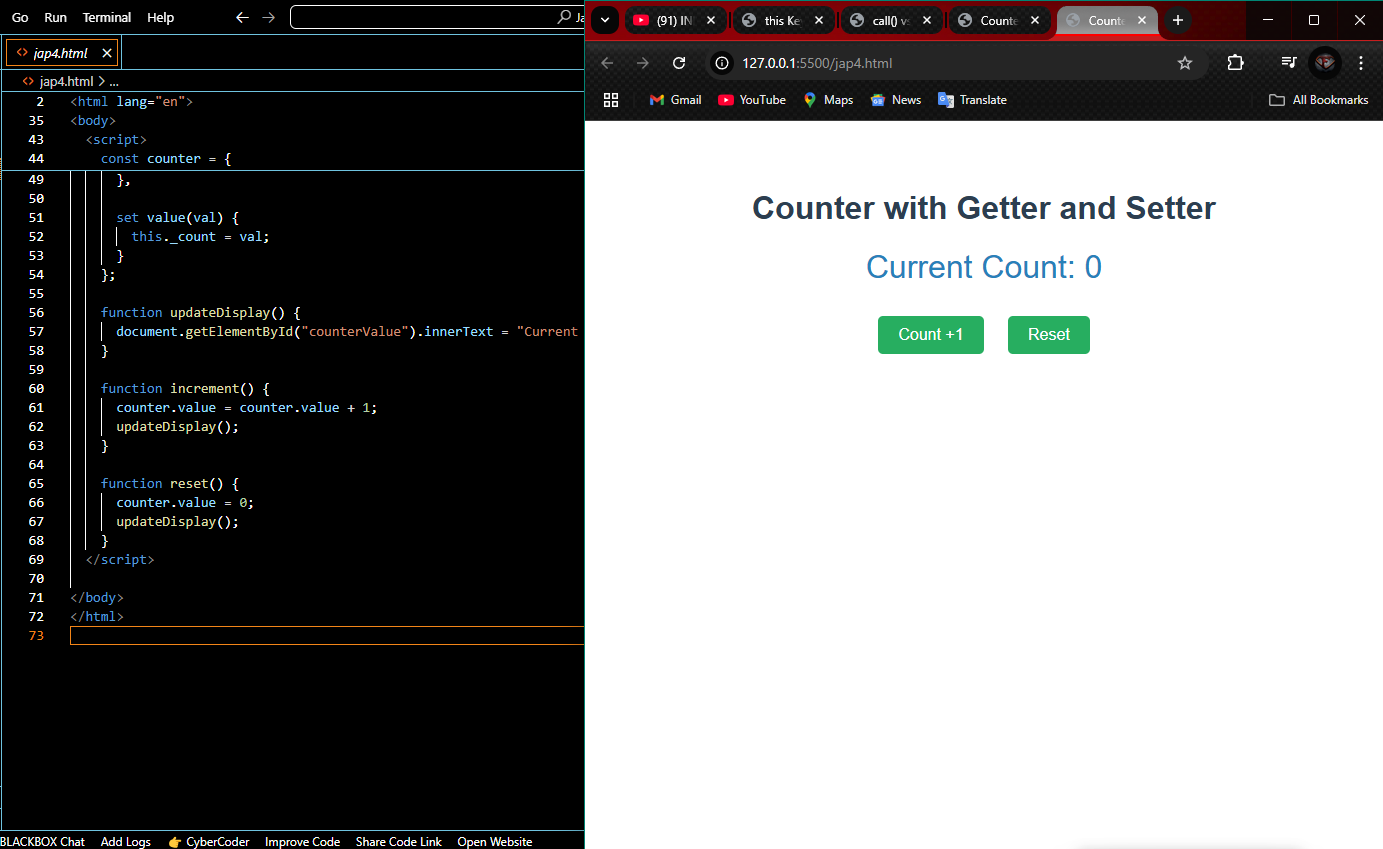 Go Run Terminal Help
jap4.html
jap4.html > ...
2 <html lang="en">
35 <body>
43 <script>
44 const counter = {
49 },
50
51 set value(val) {
52 this._count = val;
53 }
54 };
55
56 function updateDisplay() {
57 document.getElementById("counterValue").innerText = "Current
58 }
59
60 function increment() {
61 counter.value = counter.value + 1;
62 updateDisplay();
63 }
64
65 function reset() {
66 counter.value = 0;
67 updateDisplay();
68 }
69 </script>
70
71 </body>
72 </html>
73
BLACKBOX Chat Add Logs CyberCoder Improve Code Share Code Link Open Website
(91) IN this Ke call() v Counte Counte
127.0.0.1:5500/jap4.html
Gmail YouTube Maps News Translate All Bookmarks
Counter with Getter and Setter
Current Count: 0
Count +1 Reset